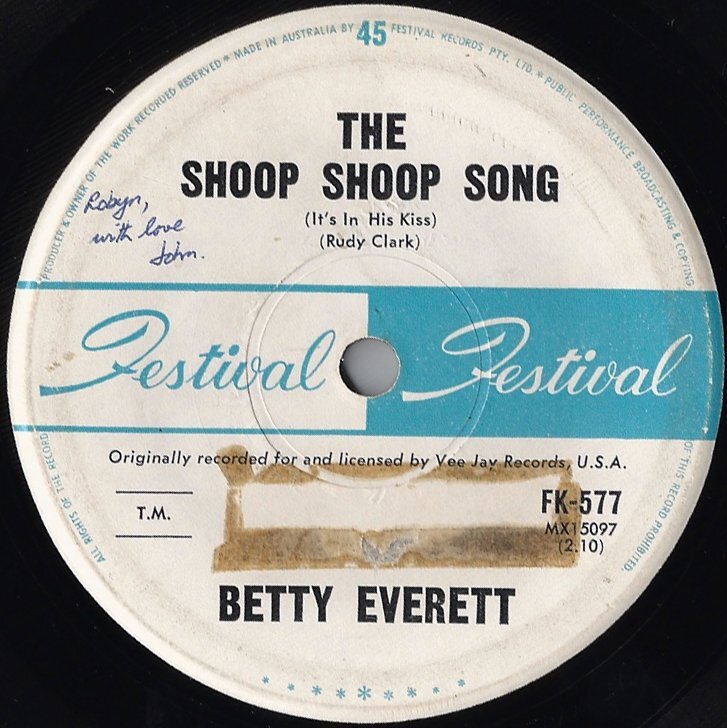 45
PRODUCER & OWNER OF THE WORK RECORDED RESERVED * MADE IN AUSTRALIA BY FESTIVAL RECORDS PTY. LTD. * PUBLIC PERFORMANCE BROADCASTING & COPYING
THE
SHOOP SHOOP SONG
(It's In His Kiss)
(Rudy Clark)
Robyn,
with love
John.
Festival Festival
Originally recorded for and licensed by Vee Jay Records, U.S.A.
T.M.
FK-577
MX15097
(2.10)
BETTY EVERETT
ALL RIGHTS OF THE RECORD
OF THIS RECORD PROHIBITED.